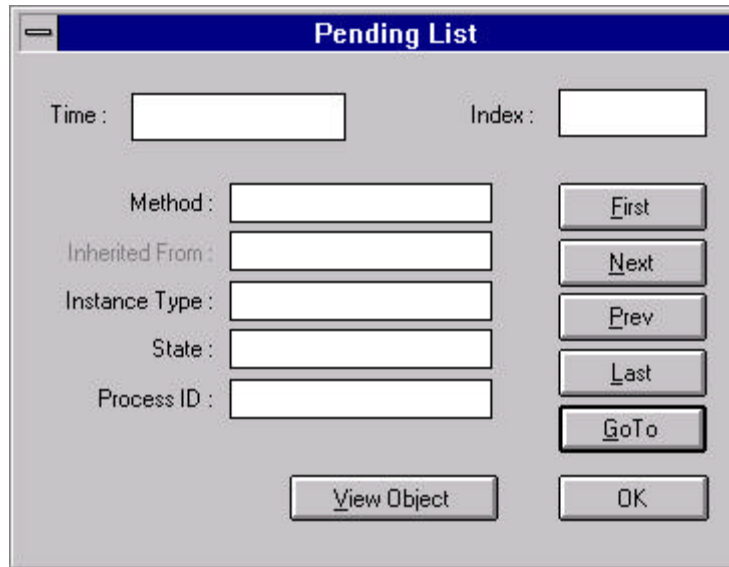 Pending List
Time :
Index :
Method :
First
Inherited From :
Next
Instance Type :
Prev
State :
Last
Process ID :
GoTo
View Object
OK